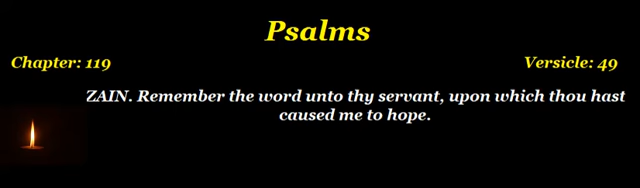 Psalms
Chapter: 119 Versicle: 49
ZAIN. Remember the word unto thy servant, upon which thou hast
caused me to hope.